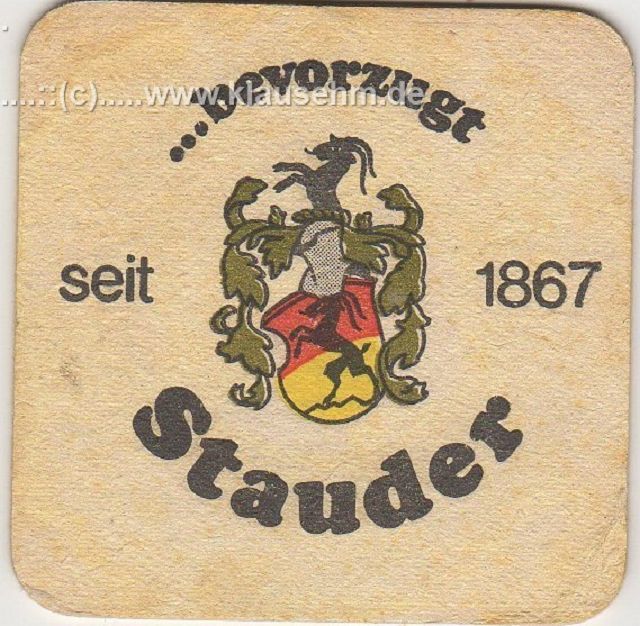 ...bevorzugt
.....::(c).....www.klausehm.de
seit 1867
Stauder